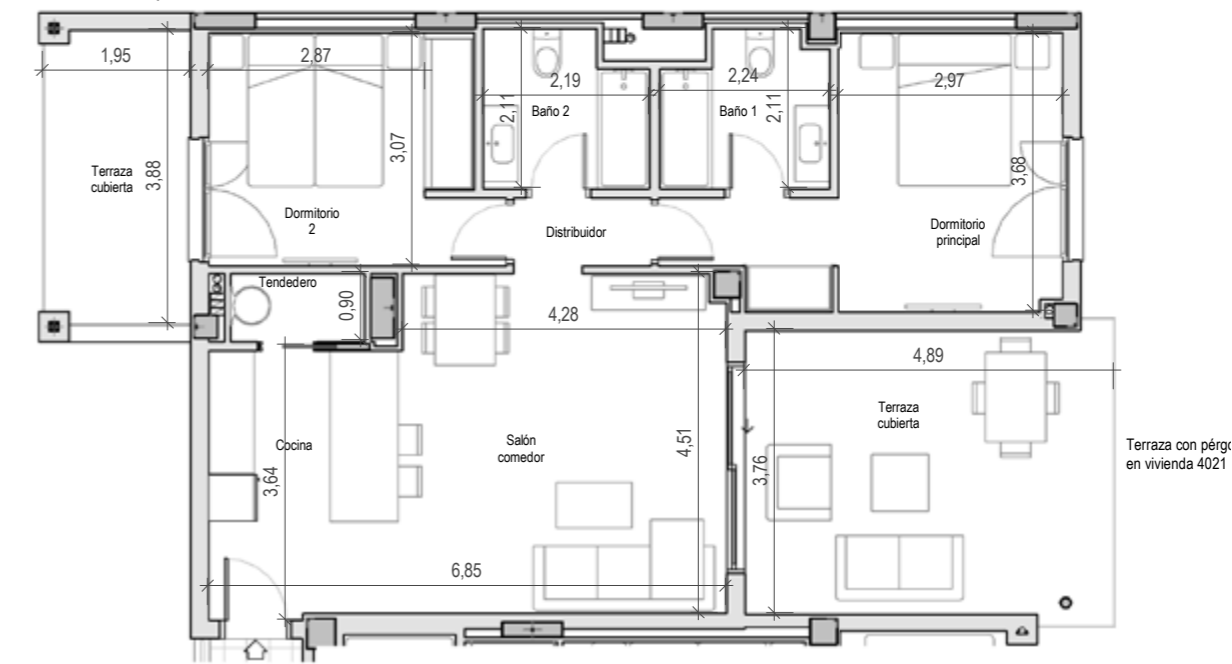 1,95
2,87
2,19
2,24
2,97
2,11
Baño 2
Baño 1
2,11
3,07
3,88
3,68
Terraza
cubierta
Dormitorio
2
Distribuidor
Dormitorio
principal
Tendedero
0,90
4,28
4,89
Terraza
cubierta
Cocina
Salón
comedor
4,51
3,64
3,76
Terraza con pérgo
en vivienda 4021
6,85